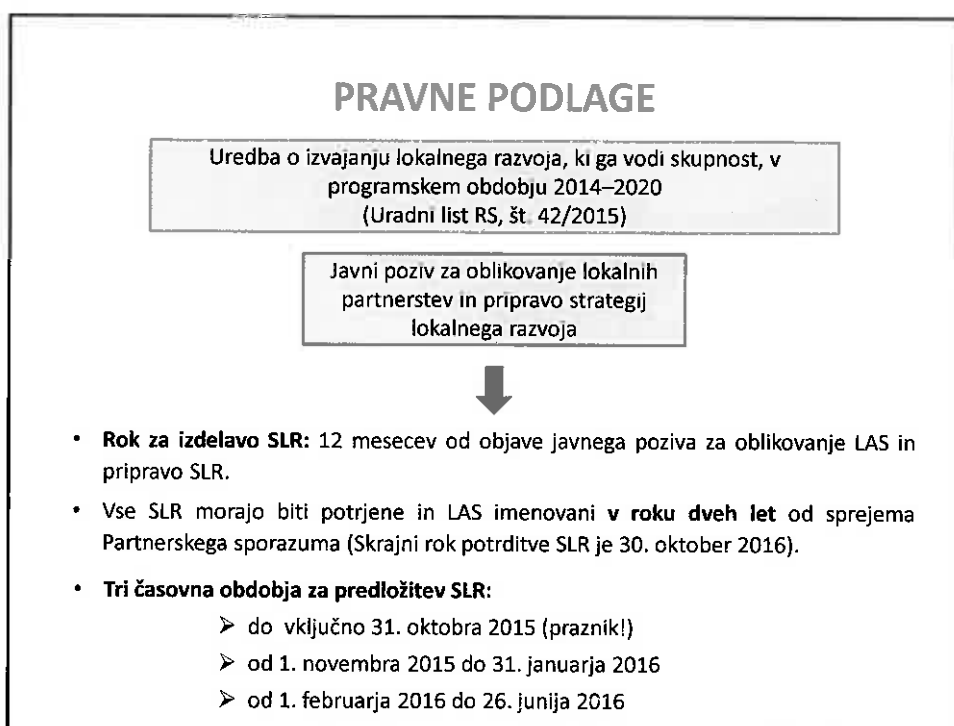 PRAVNE PODLAGE
Uredba o izvajanju lokalnega razvoja, ki ga vodi skupnost, v
programskem obdobju 2014–2020
(Uradni list RS, št. 42/2015)
Javni poziv za oblikovanje lokalnih
partnerstev in pripravo strategij
lokalnega razvoja
• Rok za izdelavo SLR: 12 mesecev od objave javnega poziva za oblikovanje LAS in
pripravo SLR.
• Vse SLR morajo biti potrjene in LAS imenovani v roku dveh let od sprejema
Partnerskega sporazuma (Skrajni rok potrditve SLR je 30. oktober 2016).
• Tri časovna obdobja za predložitev SLR:
➢ do vključno 31. oktobra 2015 (praznik!)
➢ od 1. novembra 2015 do 31. januarja 2016
➢ od 1. februarja 2016 do 26. junija 2016